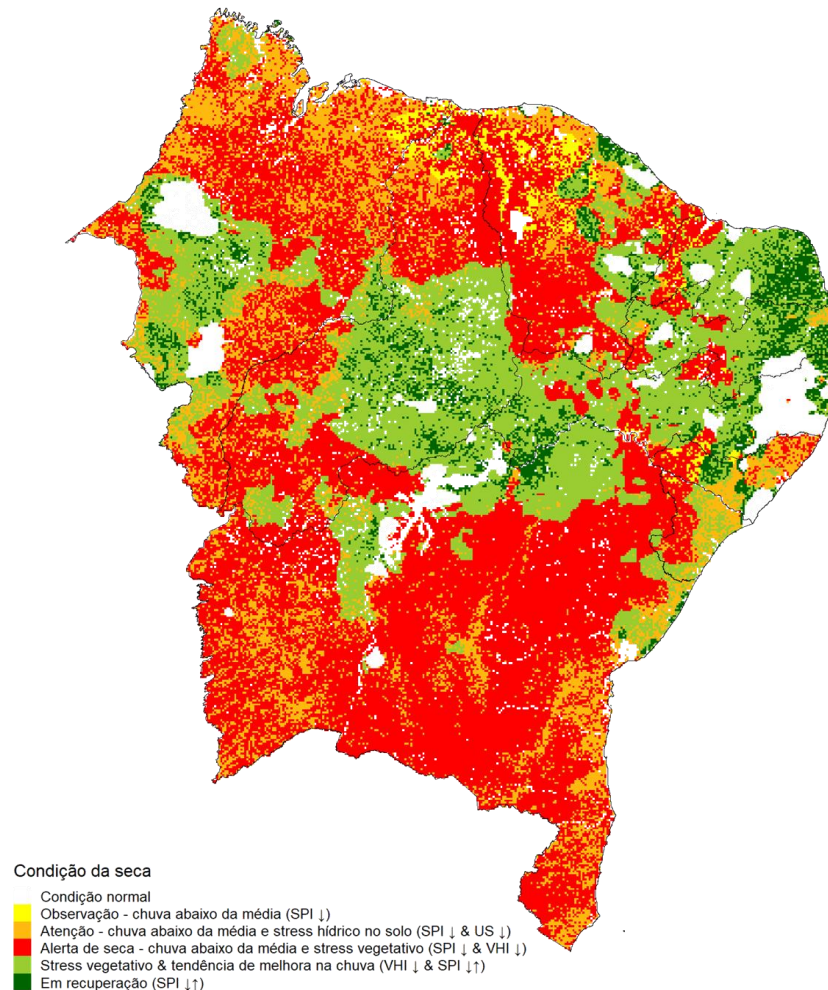 Condição da seca
Condição normal
Observação - chuva abaixo da média (SPI ↓)
Atenção - chuva abaixo da média e stress hídrico no solo (SPI ↓ & US ↓)
Alerta de seca - chuva abaixo da média e stress vegetativo (SPI ↓ & VHI ↓)
Stress vegetativo & tendência de melhora na chuva (VHI ↓ & SPI ↓↑)
Em recuperação (SPI ↓↑)